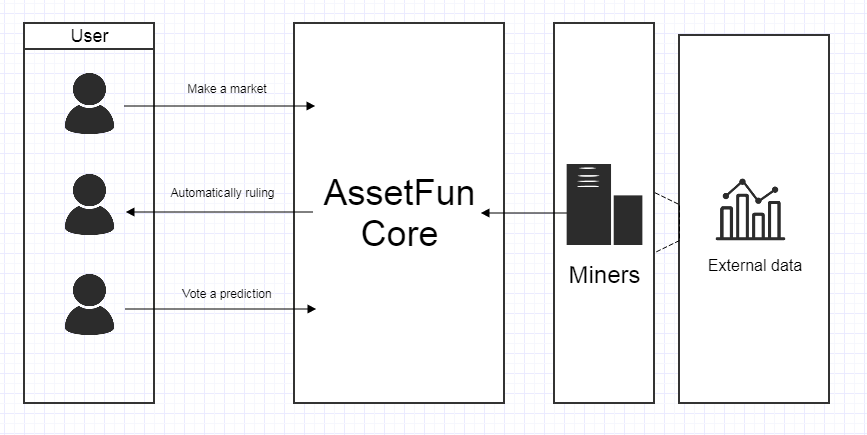 User
Make a market
Automatically ruling
Vote a prediction
AssetFun
Core
Miners
External data